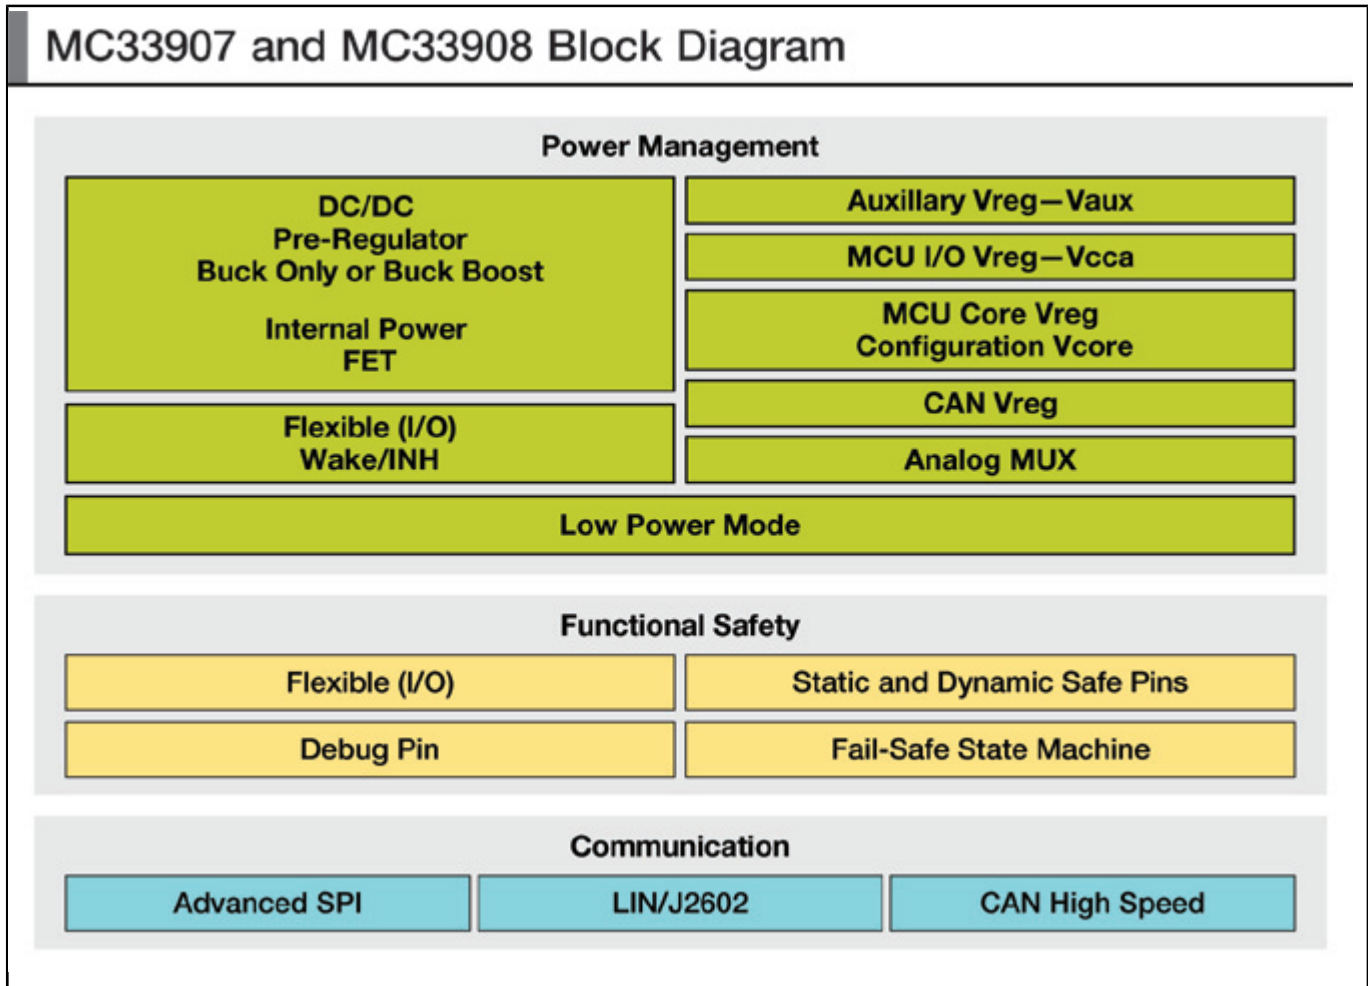 MC33907 and MC33908 Block Diagram
Power Management
DC/DC
Pre-Regulator
Buck Only or Buck Boost
Internal Power
FET
Flexible (I/O)
Wake/INH
Auxillary Vreg—Vaux
MCU I/O Vreg—Vcca
MCU Core Vreg
Configuration Vcore
CAN Vreg
Analog MUX
Low Power Mode
Functional Safety
Flexible (I/O)
Static and Dynamic Safe Pins
Debug Pin
Fail-Safe State Machine
Communication
Advanced SPI
LIN/J2602
CAN High Speed